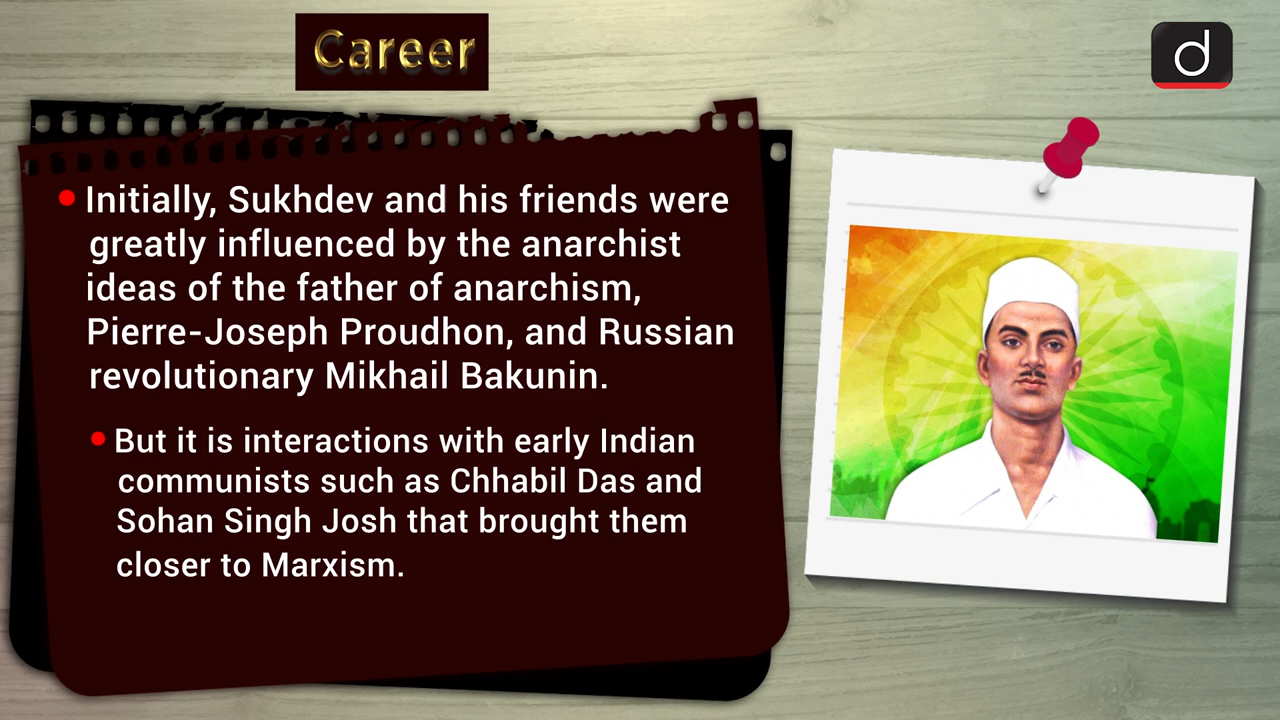 Career
d
• Initially, Sukhdev and his friends were
greatly influenced by the anarchist
ideas of the father of anarchism,
Pierre-Joseph Proudhon, and Russian
revolutionary Mikhail Bakunin.
• But it is interactions with early Indian
communists such as Chhabil Das and
Sohan Singh Josh that brought them
closer to Marxism.